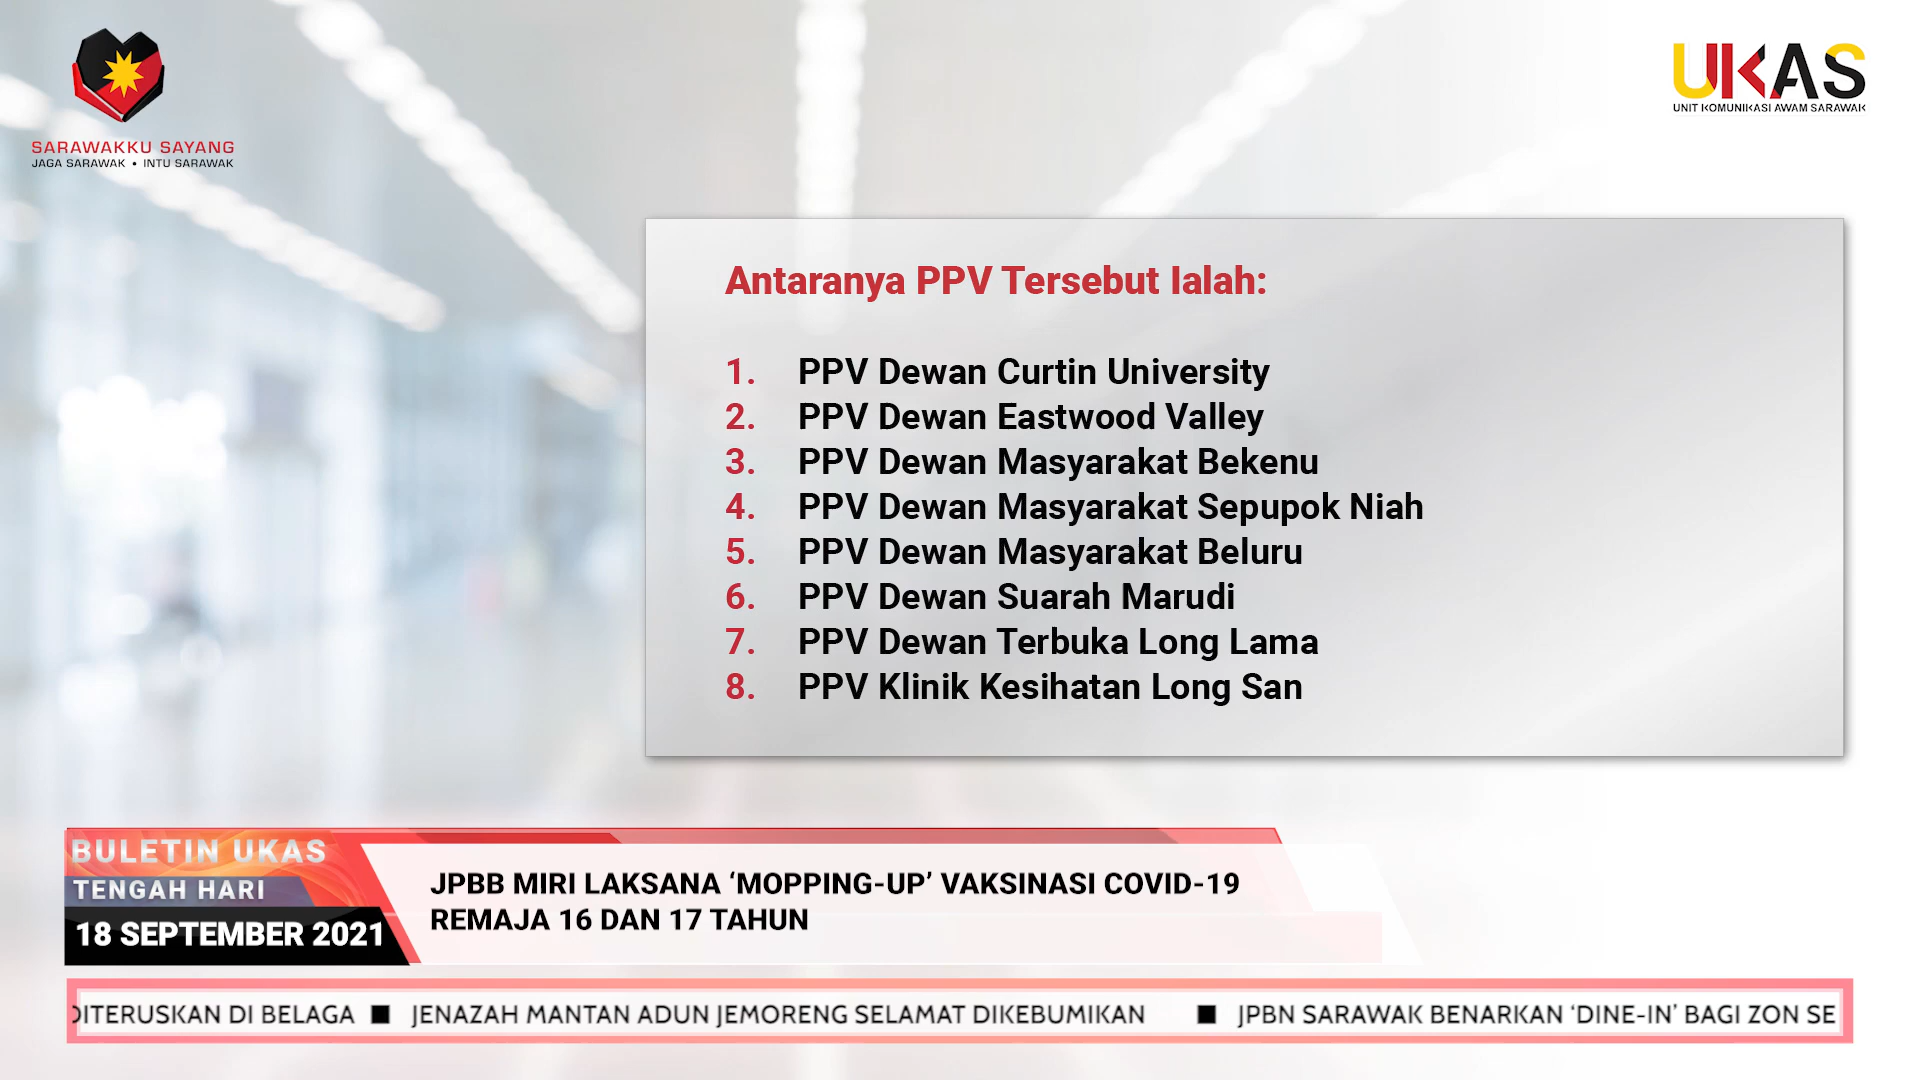 SARAWAKKU SAYANG
JAGA SARAWAK • INTU SARAWAK
UKAS
UNIT KOMUNIKASI AWAM SARAWAK
Antaranya PPV Tersebut Ialah:
1. PPV Dewan Curtin University
2. PPV Dewan Eastwood Valley
3. PPV Dewan Masyarakat Bekenu
4. PPV Dewan Masyarakat Sepupok Niah
5. PPV Dewan Masyarakat Beluru
6. PPV Dewan Suarah Marudi
7. PPV Dewan Terbuka Long Lama
8. PPV Klinik Kesihatan Long San
BULETIN UKAS
TENGAH HARI
18 SEPTEMBER 2021
JPBB MIRI LAKSANA ‘MOPPING-UP’ VAKSINASI COVID-19
REMAJA 16 DAN 17 TAHUN
DITERUSKAN DI BELAGA ■ JENAZAH MANTAN ADUN JEMORENG SELAMAT DIKEBUMIKAN ■ JPBN SARAWAK BENARKAN ‘DINE-IN’ BAGI ZON SE